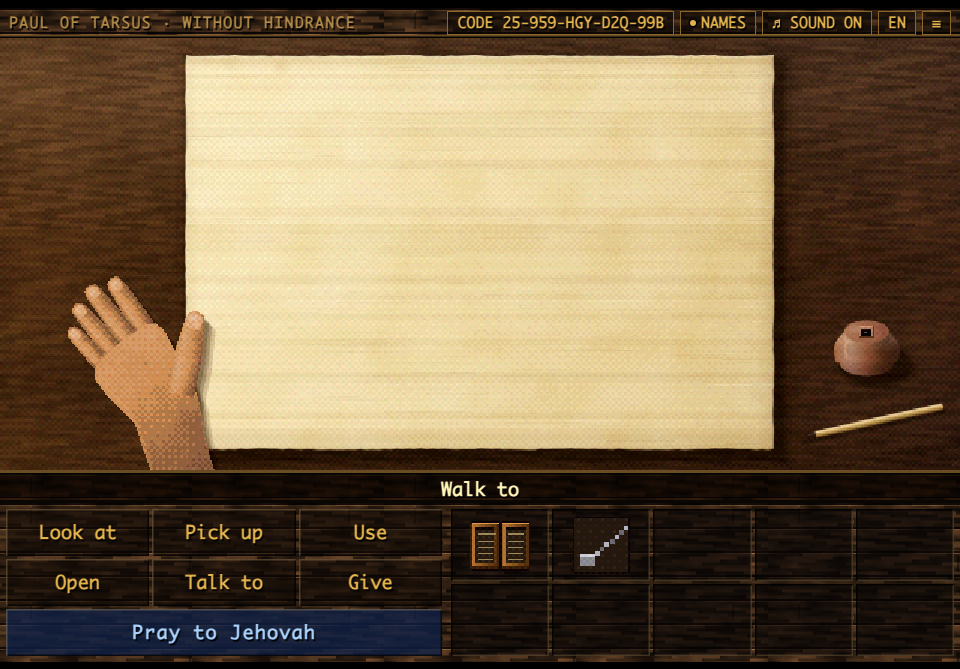 PAUL OF TARSUS · WITHOUT HINDRANCE
CODE 25-959-HGY-D2Q-99B
• NAMES
♬ SOUND ON
EN
≡
Walk to
Look at
Pick up
Use
Open
Talk to
Give
Pray to Jehovah